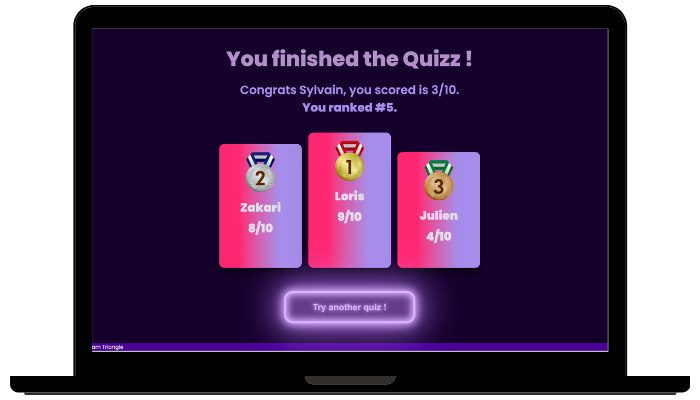 You finished the Quizz !
Congrats Sylvain, you scored is 3/10.
You ranked #5.
2
Zakari
8/10
1
Loris
9/10
3
Julien
4/10
Try another quiz !
am Triangle